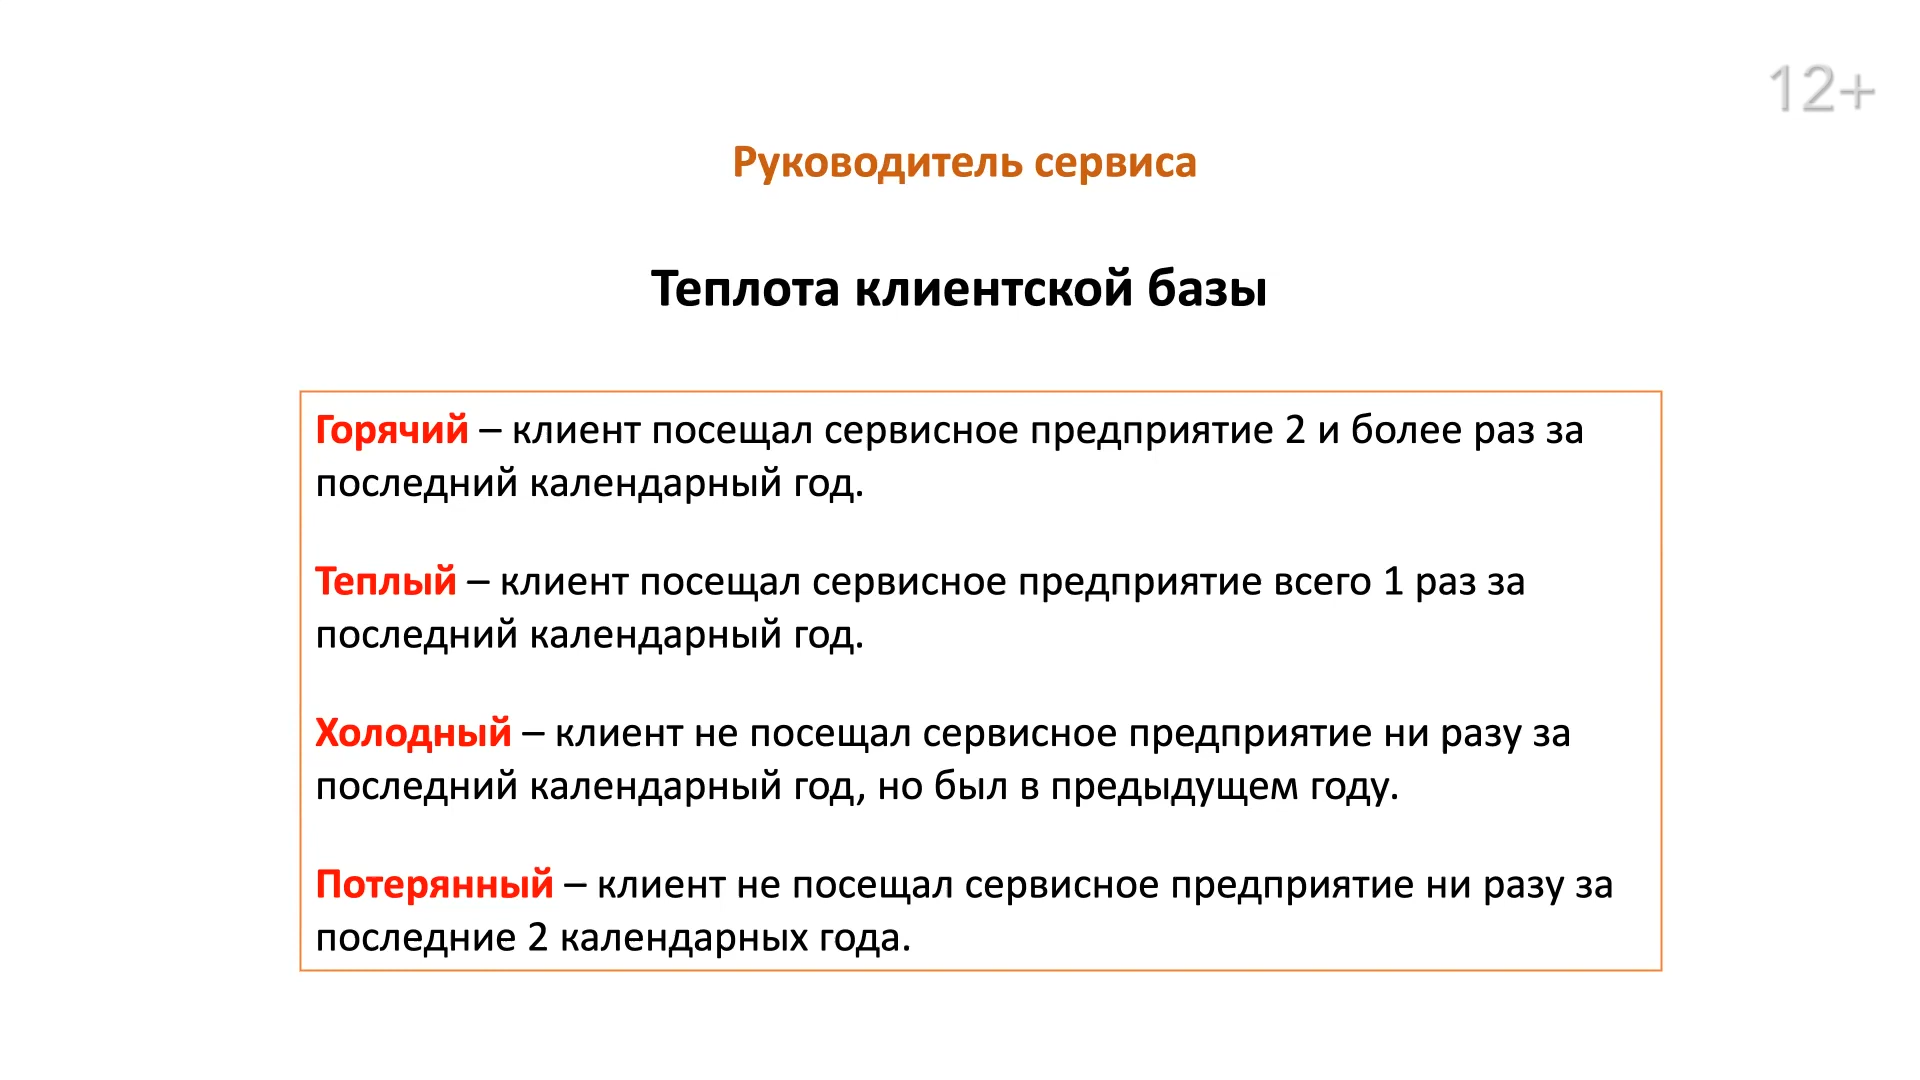 12+
Руководитель сервиса
Теплота клиентской базы
Горячий – клиент посещал сервисное предприятие 2 и более раз за
последний календарный год.
Теплый – клиент посещал сервисное предприятие всего 1 раз за
последний календарный год.
Холодный – клиент не посещал сервисное предприятие ни разу за
последний календарный год, но был в предыдущем году.
Потерянный – клиент не посещал сервисное предприятие ни разу за
последние 2 календарных года.